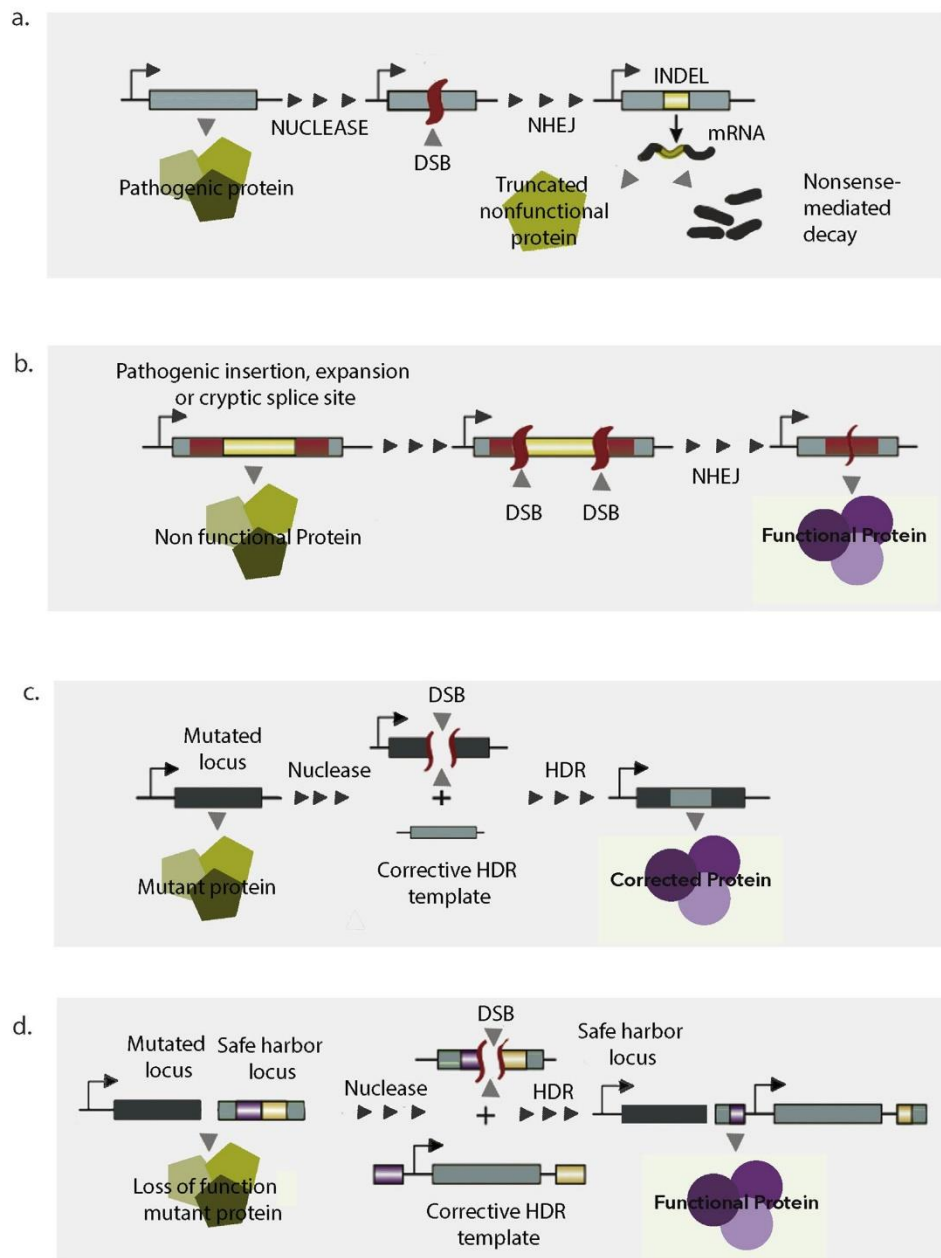 a.
INDEL
NUCLEASE
NHEJ
mRNA
DSB
Pathogenic protein
Truncated
nonfunctional
protein
Nonsense-
mediated
decay
b.
Pathogenic insertion, expansion
or cryptic splice site
DSB
DSB
NHEJ
Non functional Protein
Functional Protein
c.
DSB
Mutated
locus
Nuclease
HDR
+
Mutant protein
Corrective HDR
template
Corrected Protein
d.
DSB
Mutated
locus
Safe harbor
locus
Nuclease
HDR
Safe harbor
locus
+
Loss of function
mutant protein
Corrective HDR
template
Functional Protein